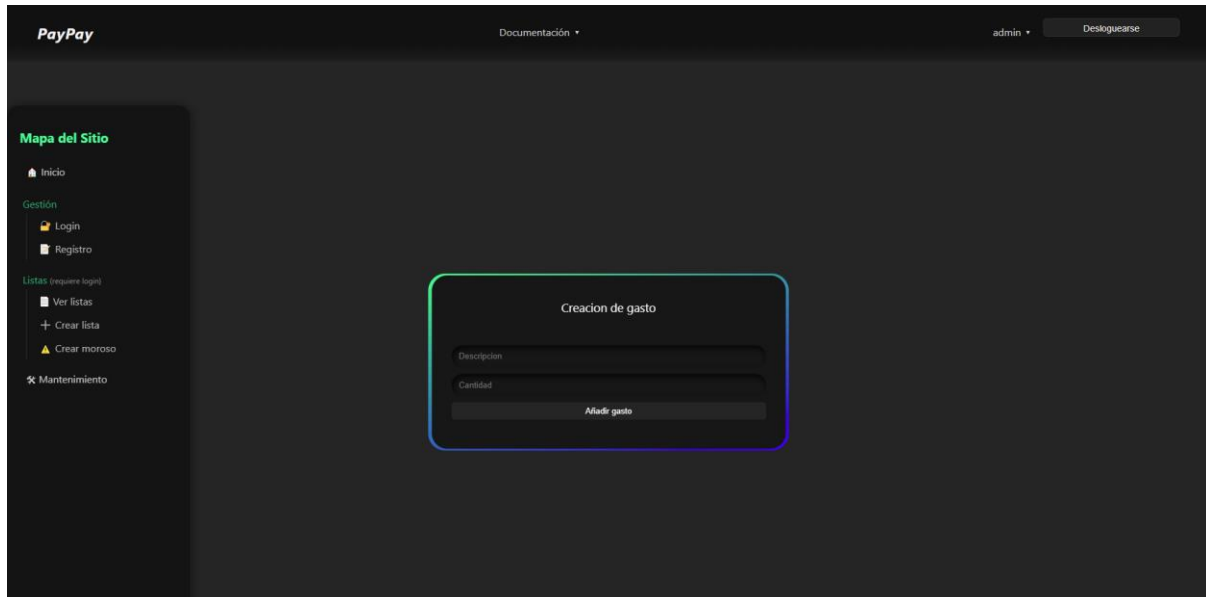 PayPay
Documentación ▾
admin ▾
Desloguearse
Mapa del Sitio
Inicio
Gestión
Login
Registro
Listas (requiere login)
Ver listas
Crear lista
Crear moroso
Mantenimiento
Creacion de gasto
Descripcion
Cantidad
Añadir gasto